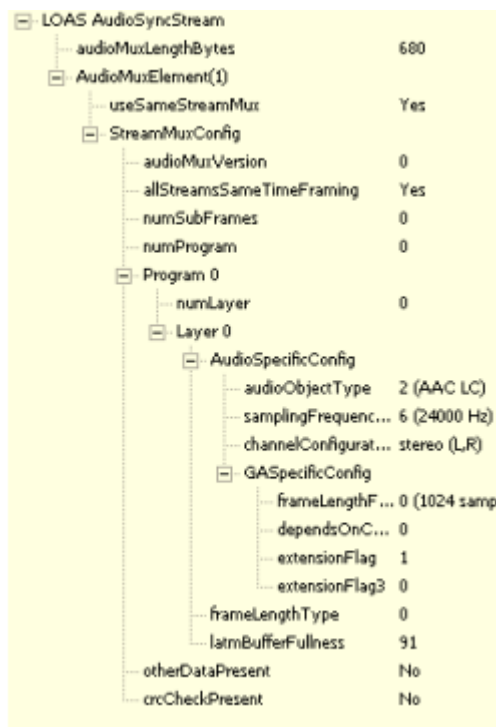 LOAS AudioSyncStream
audioMuxLengthBytes 680
AudioMuxElement(1)
useSameStreamMux Yes
StreamMuxConfig
audioMuxVersion 0
allStreamsSameTimeFraming Yes
numSubFrames 0
numProgram 0
Program 0
numLayer 0
Layer 0
AudioSpecificConfig
audioObjectType 2 (AAC LC)
samplingFrequenc... 6 (24000 Hz)
channelConfigurat... stereo (L,R)
GASpecificConfig
frameLengthF... 0 (1024 samp
dependsOnC... 0
extensionFlag 1
extensionFlag3 0
frameLengthType 0
latmBufferFullness 91
otherDataPresent No
crcCheckPresent No